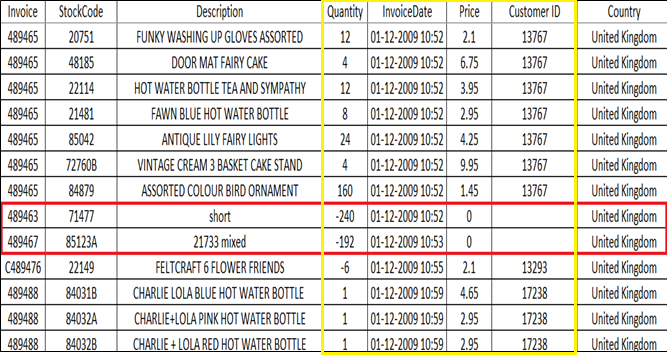 Invoice StockCode Description Quantity InvoiceDate Price Customer ID Country
489465 20751 FUNKY WASHING UP GLOVES ASSORTED 12 01-12-2009 10:52 2.1 13767 United Kingdom
489465 48185 DOOR MAT FAIRY CAKE 4 01-12-2009 10:52 6.75 13767 United Kingdom
489465 22114 HOT WATER BOTTLE TEA AND SYMPATHY 12 01-12-2009 10:52 3.95 13767 United Kingdom
489465 21481 FAWN BLUE HOT WATER BOTTLE 8 01-12-2009 10:52 2.95 13767 United Kingdom
489465 85042 ANTIQUE LILY FAIRY LIGHTS 24 01-12-2009 10:52 4.25 13767 United Kingdom
489465 72760B VINTAGE CREAM 3 BASKET CAKE STAND 4 01-12-2009 10:52 9.95 13767 United Kingdom
489465 84879 ASSORTED COLOUR BIRD ORNAMENT 160 01-12-2009 10:52 1.45 13767 United Kingdom
489463 71477 short -240 01-12-2009 10:52 0 United Kingdom
489467 85123A 21733 mixed -192 01-12-2009 10:53 0 United Kingdom
C489476 22149 FELTCRAFT 6 FLOWER FRIENDS -6 01-12-2009 10:55 2.1 13293 United Kingdom
489488 84031B CHARLIE LOLA BLUE HOT WATER BOTTLE 1 01-12-2009 10:59 4.65 17238 United Kingdom
489488 84032A CHARLIE+LOLA PINK HOT WATER BOTTLE 1 01-12-2009 10:59 2.95 17238 United Kingdom
489488 84032B CHARLIE + LOLA RED HOT WATER BOTTLE 1 01-12-2009 10:59 2.95 17238 United Kingdom